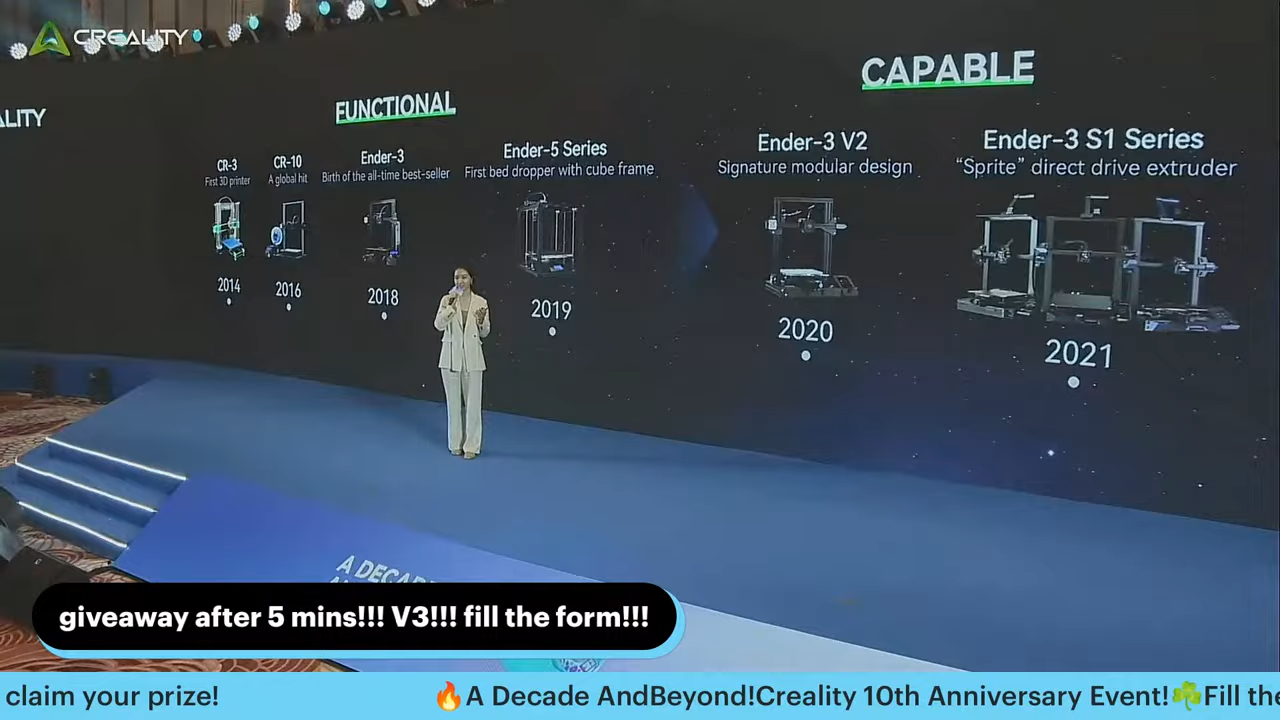 CREALITY
ALITY
FUNCTIONAL
CAPABLE
CR-3
First 3D printer
2014
CR-10
A global hit
2016
Ender-3
Birth of the all-time best-seller
2018
Ender-5 Series
First bed dropper with cube frame
2019
Ender-3 V2
Signature modular design
2020
Ender-3 S1 Series
“Sprite” direct drive extruder
2021
A DECAD
giveaway after 5 mins!!! V3!!! fill the form!!!
claim your prize! 🔥A Decade AndBeyond!Creality 10th Anniversary Event!☘️Fill the